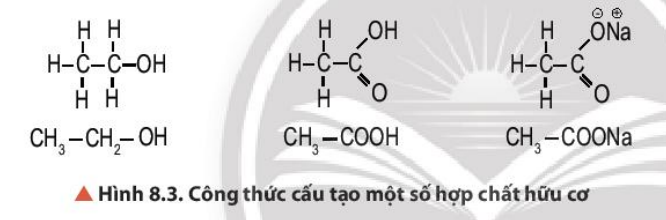 H H H OH H ONa
H–C–C–OH H–C–C H–C–C
H H H O H O
CH₃–CH₂–OH CH₃–COOH CH₃–COONa
▲ Hình 8.3. Công thức cấu tạo một số hợp chất hữu cơ